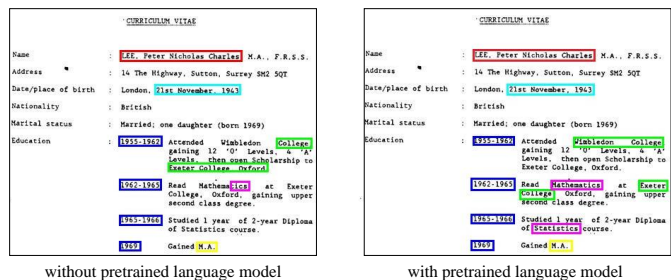 CURRICULUM VITAE
Name : LEE, Peter Nicholas Charles M.A., F.R.S.S.
Address : 14 The Highway, Sutton, Surrey SM2 5QT
Date/place of birth : London, 21st November, 1943
Nationality : British
Marital status : Married; one daughter (born 1969)
Education : 1955-1962 Attended Wimbledon College
gaining 12 'O' Levels, 4 'A'
Levels, then open Scholarship to
Exeter College, Oxford.
1962-1965 Read Mathematics at Exeter
College, Oxford, gaining upper
second class degree.
1965-1966 Studied 1 year of 2-year Diploma
of Statistics course.
1969 Gained M.A.
without pretrained language model
CURRICULUM VITAE
Name : LEE, Peter Nicholas Charles M.A., F.R.S.S.
Address : 14 The Highway, Sutton, Surrey SM2 5QT
Date/place of birth : London, 21st November, 1943
Nationality : British
Marital status : Married; one daughter (born 1969)
Education : 1955-1962 Attended Wimbledon College
gaining 12 'O' Levels, 4 'A'
Levels, then open Scholarship to
Exeter College, Oxford.
1962-1965 Read Mathematics at Exeter
College, Oxford, gaining upper
second class degree.
1965-1966 Studied 1 year of 2-year Diploma
of Statistics course.
1969 Gained M.A.
with pretrained language model